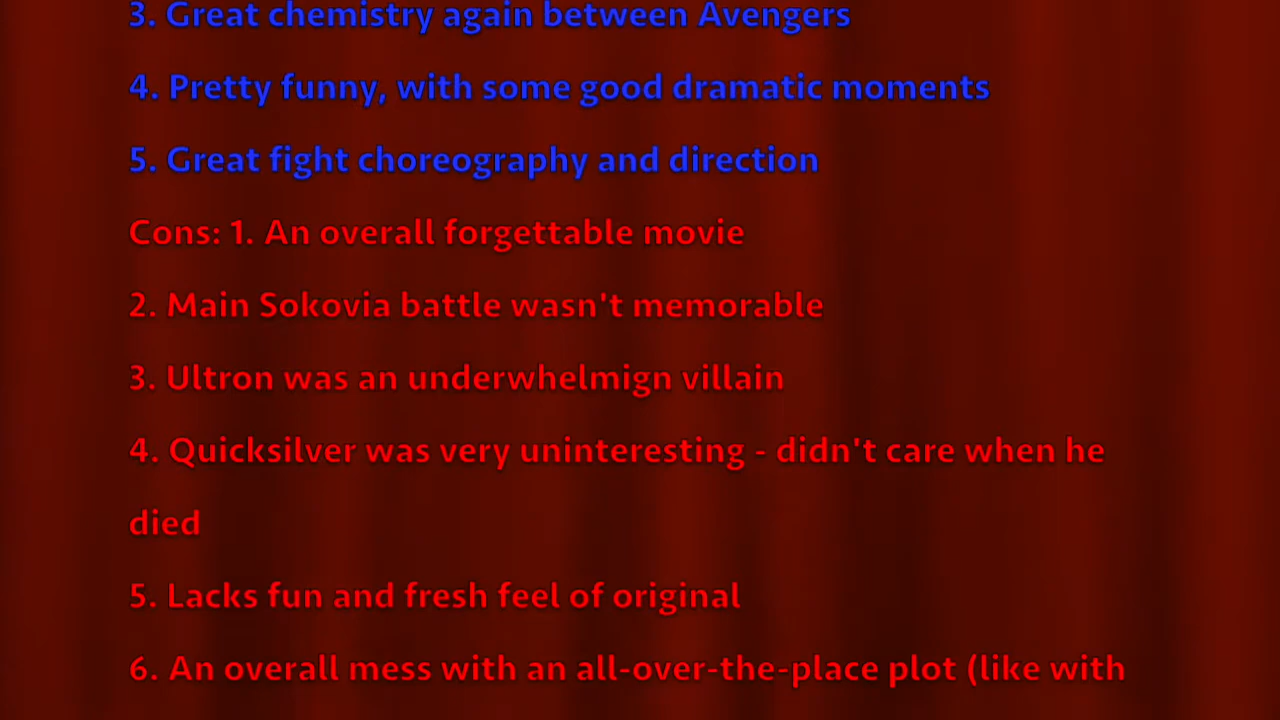 3. Great chemistry again between Avengers
4. Pretty funny, with some good dramatic moments
5. Great fight choreography and direction
Cons: 1. An overall forgettable movie
2. Main Sokovia battle wasn't memorable
3. Ultron was an underwhelmign villain
4. Quicksilver was very uninteresting - didn't care when he
died
5. Lacks fun and fresh feel of original
6. An overall mess with an all-over-the-place plot (like with